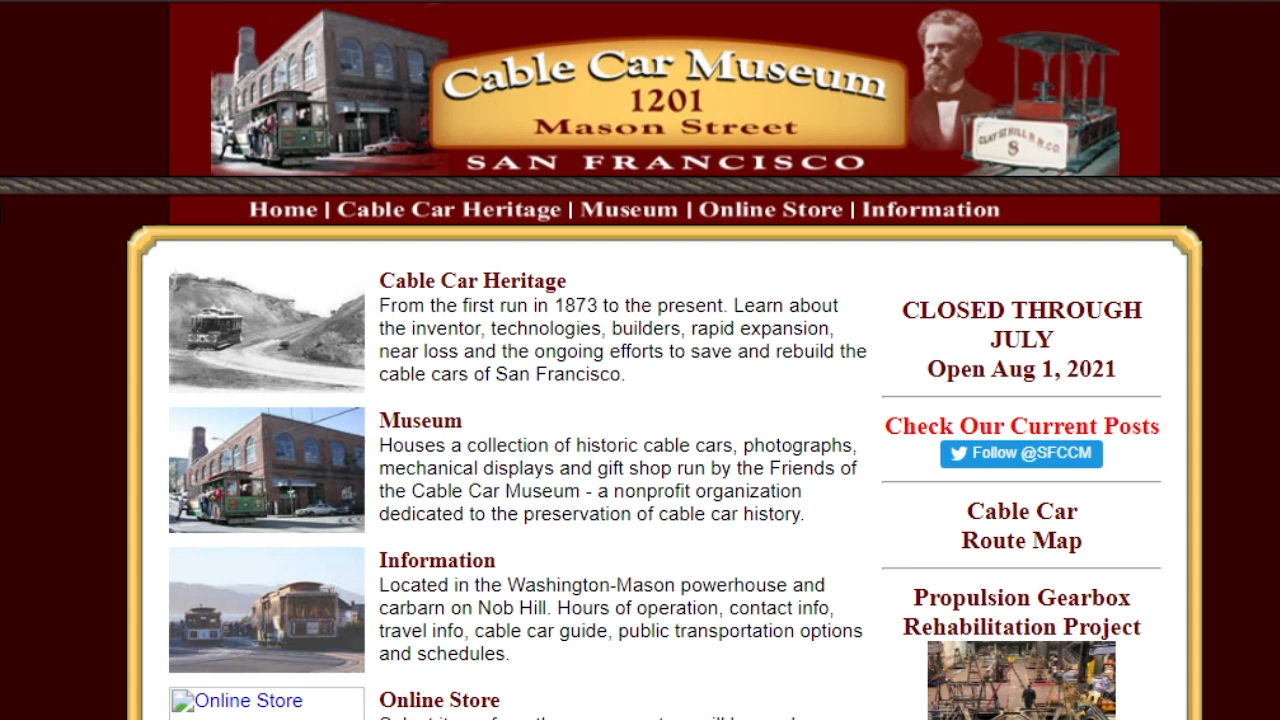 Cable Car Museum
1201
Mason Street
SAN FRANCISCO
CLAY ST. HILL R.R. CO.
8
Home | Cable Car Heritage | Museum | Online Store | Information
Cable Car Heritage
From the first run in 1873 to the present. Learn about
the inventor, technologies, builders, rapid expansion,
near loss and the ongoing efforts to save and rebuild the
cable cars of San Francisco.
Museum
Houses a collection of historic cable cars, photographs,
mechanical displays and gift shop run by the Friends of
the Cable Car Museum - a nonprofit organization
dedicated to the preservation of cable car history.
Information
Located in the Washington-Mason powerhouse and
carbarn on Nob Hill. Hours of operation, contact info,
travel info, cable car guide, public transportation options
and schedules.
Online Store
Online Store
CLOSED THROUGH
JULY
Open Aug 1, 2021
Check Our Current Posts
Follow @SFCCM
Cable Car
Route Map
Propulsion Gearbox
Rehabilitation Project